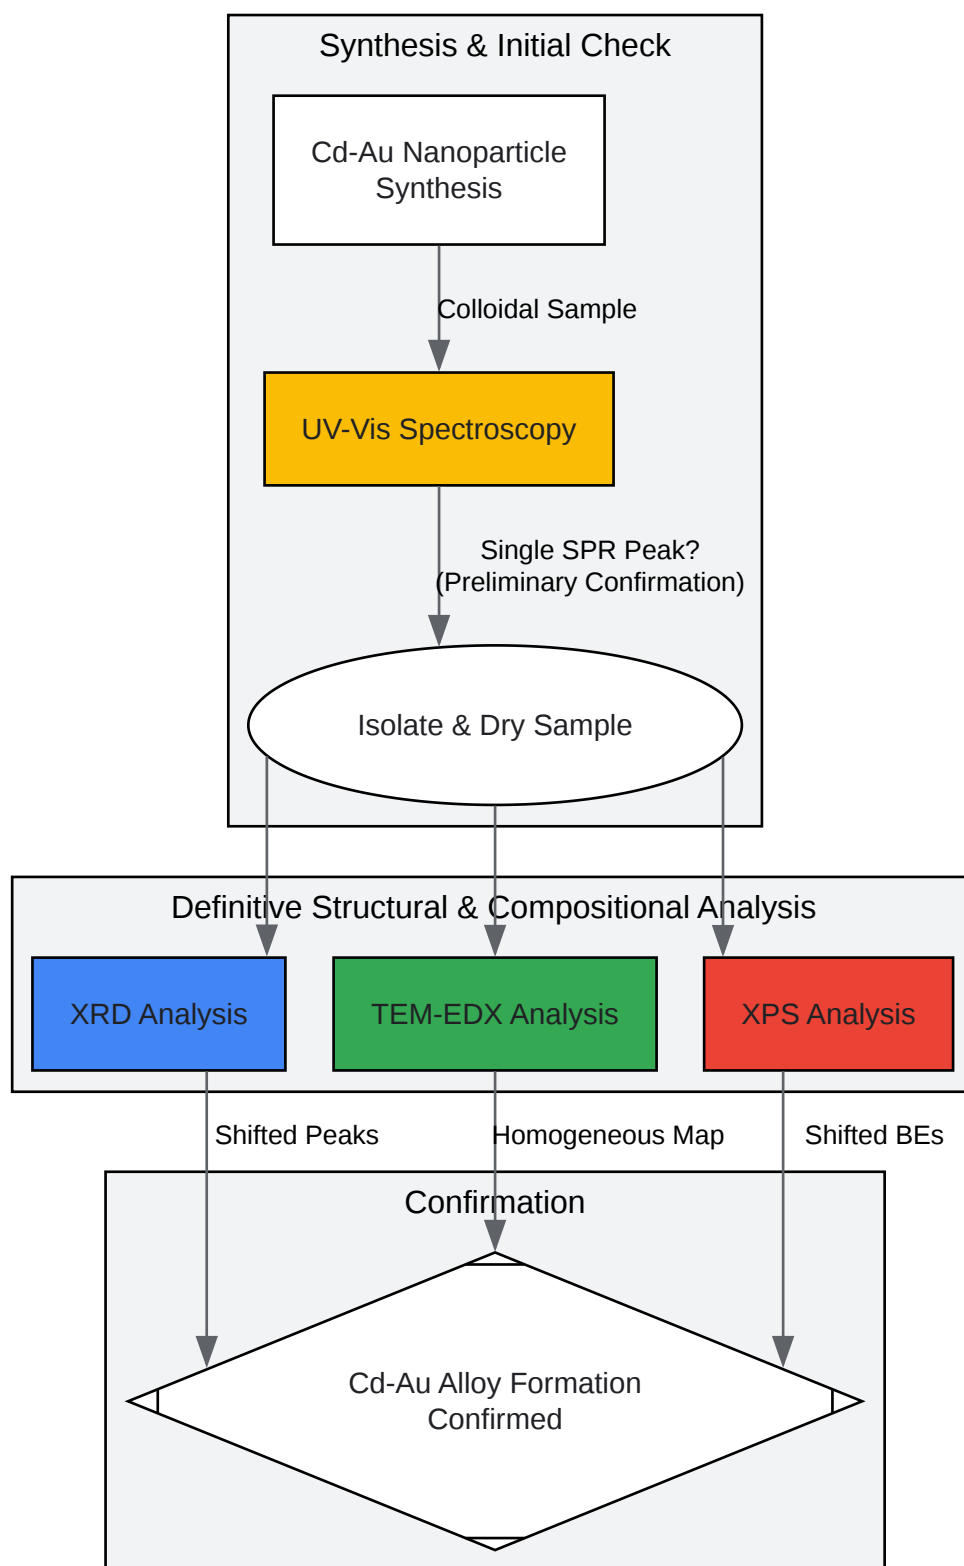 Synthesis & Initial Check
Cd-Au Nanoparticle
Synthesis
Colloidal Sample
UV-Vis Spectroscopy
Single SPR Peak?
(Preliminary Confirmation)
Isolate & Dry Sample
Definitive Structural & Compositional Analysis
XRD Analysis
TEM-EDX Analysis
XPS Analysis
Shifted Peaks
Homogeneous Map
Shifted BEs
Confirmation
Cd-Au Alloy Formation
Confirmed